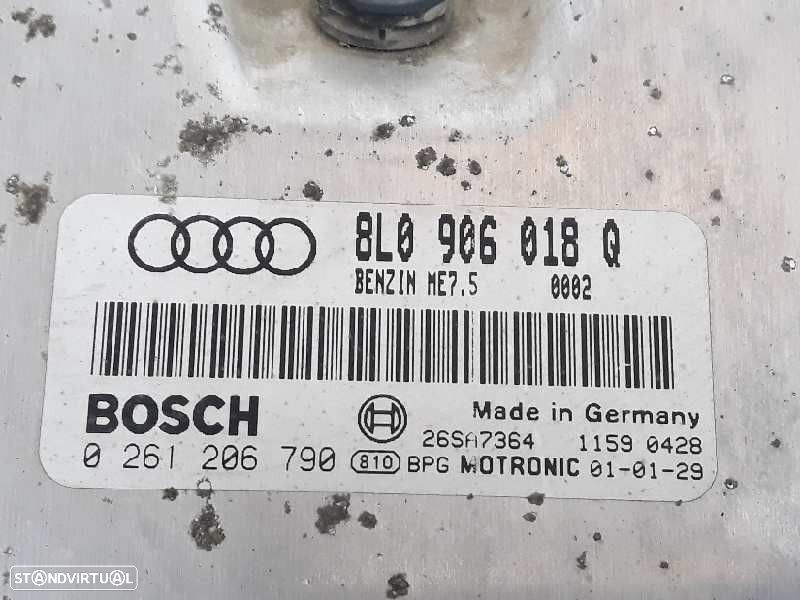 8L0 906 018 Q
BENZIN ME7.5 0002
BOSCH
Made in Germany
26SA7364 1159 0428
0 261 206 790 810 BPG MOTRONIC 01-01-29
STANDVIRTUAL